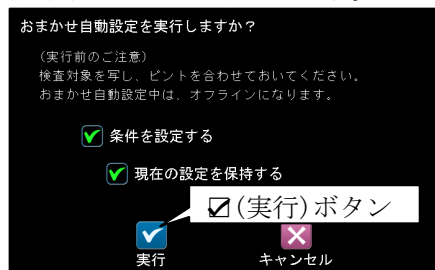 おまかせ自動設定を実行しますか？
(実行前のご注意)
検査対象を写し、ピントを合わせておいてください。
おまかせ自動設定中は、オフラインになります。
条件を設定する
現在の設定を保持する
☑(実行)ボタン
実行 キャンセル